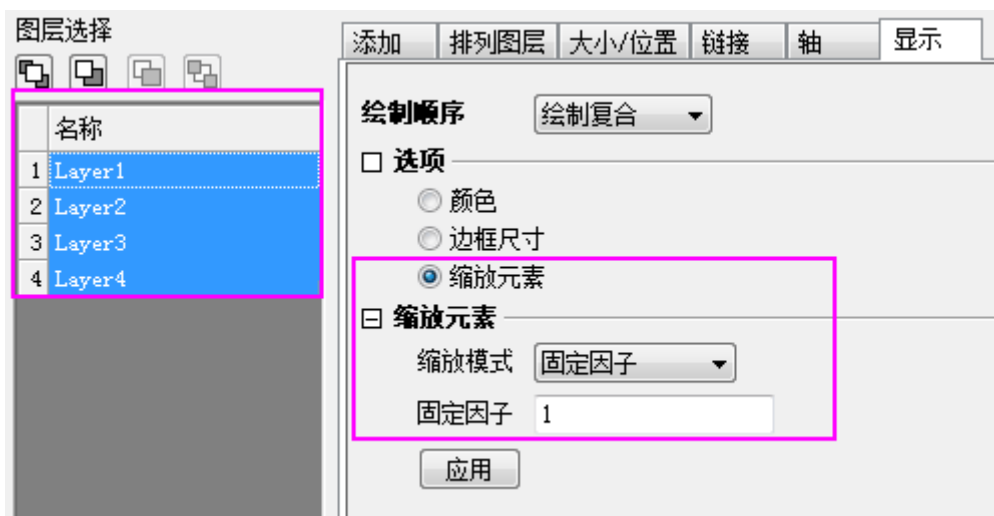 图层选择
名称
1 Layer1
2 Layer2
3 Layer3
4 Layer4
添加 排列图层 大小/位置 链接 轴 显示
绘制顺序 绘制复合
选项
颜色
边框尺寸
缩放元素
缩放元素
缩放模式 固定因子
固定因子 1
应用